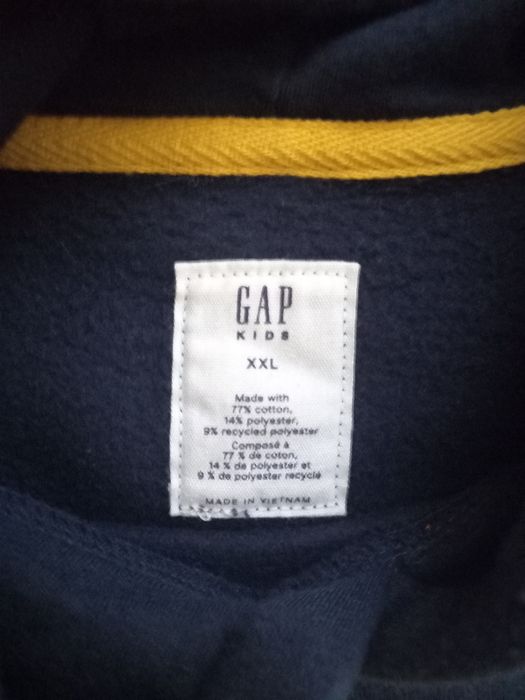 GAP
KIDS
XXL
Made with
77% cotton,
14% polyester,
9% recycled polyester
Composé à
77 % de coton,
14 % de polyester et
9 % de polyester recyclé
MADE IN VIETNAM